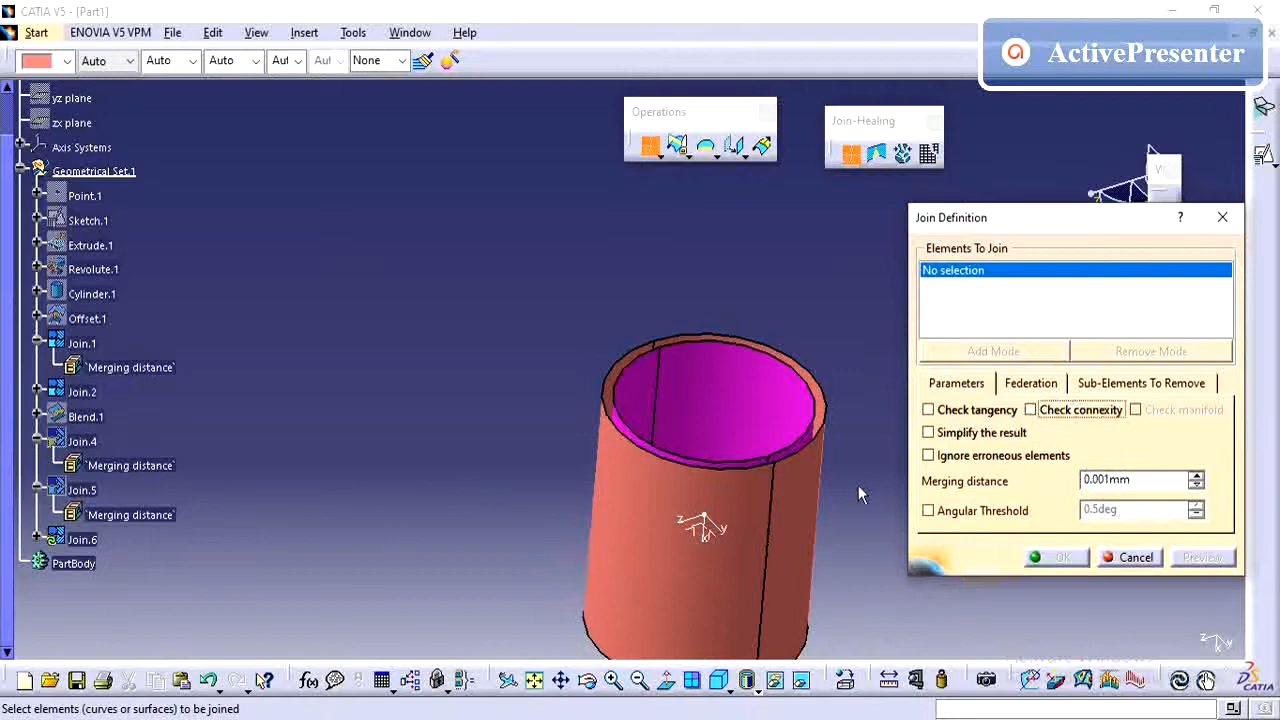 CATIA V5 - [Part1]
Start ENOVIA V5 VPM File Edit View Insert Tools Window Help
ActivePresenter
Auto Auto Auto Aut Aut None
yz plane
zx plane
Axis Systems
Geometrical Set.1
Point.1
Sketch.1
Extrude.1
Revolute.1
Cylinder.1
Offset.1
Join.1
`Merging distance`
Join.2
Blend.1
Join.4
`Merging distance`
Join.5
`Merging distance`
Join.6
PartBody
Operations
Join-Healing
Vi
Join Definition ? X
Elements To Join
No selection
Add Mode Remove Mode
Parameters Federation Sub-Elements To Remove
Check tangency Check connexity Check manifold
Simplify the result
Ignore erroneous elements
Merging distance 0.001mm
Angular Threshold 0.5deg
OK Cancel Preview
z y
z y
x
f(x)
CATIA
Select elements (curves or surfaces) to be joined